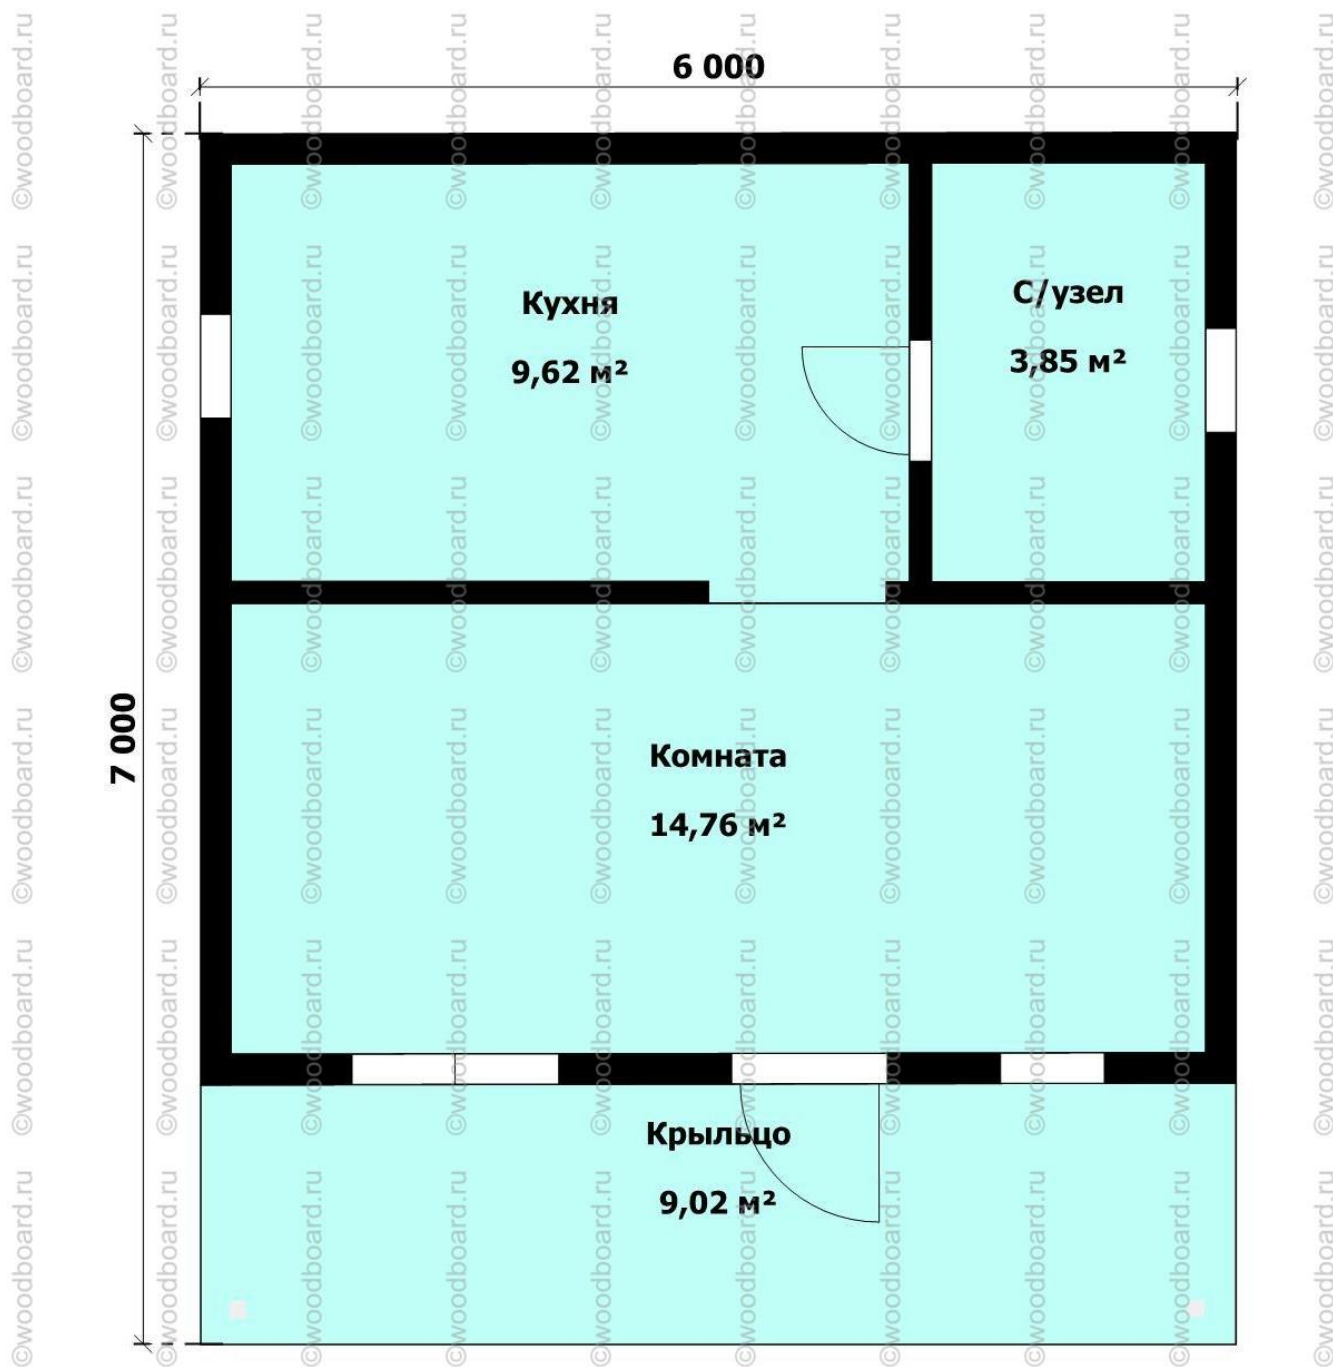 6 000
7 000
Кухня
9,62 м²
С/узел
3,85 м²
Комната
14,76 м²
Крыльцо
9,02 м²
©woodboard.ru